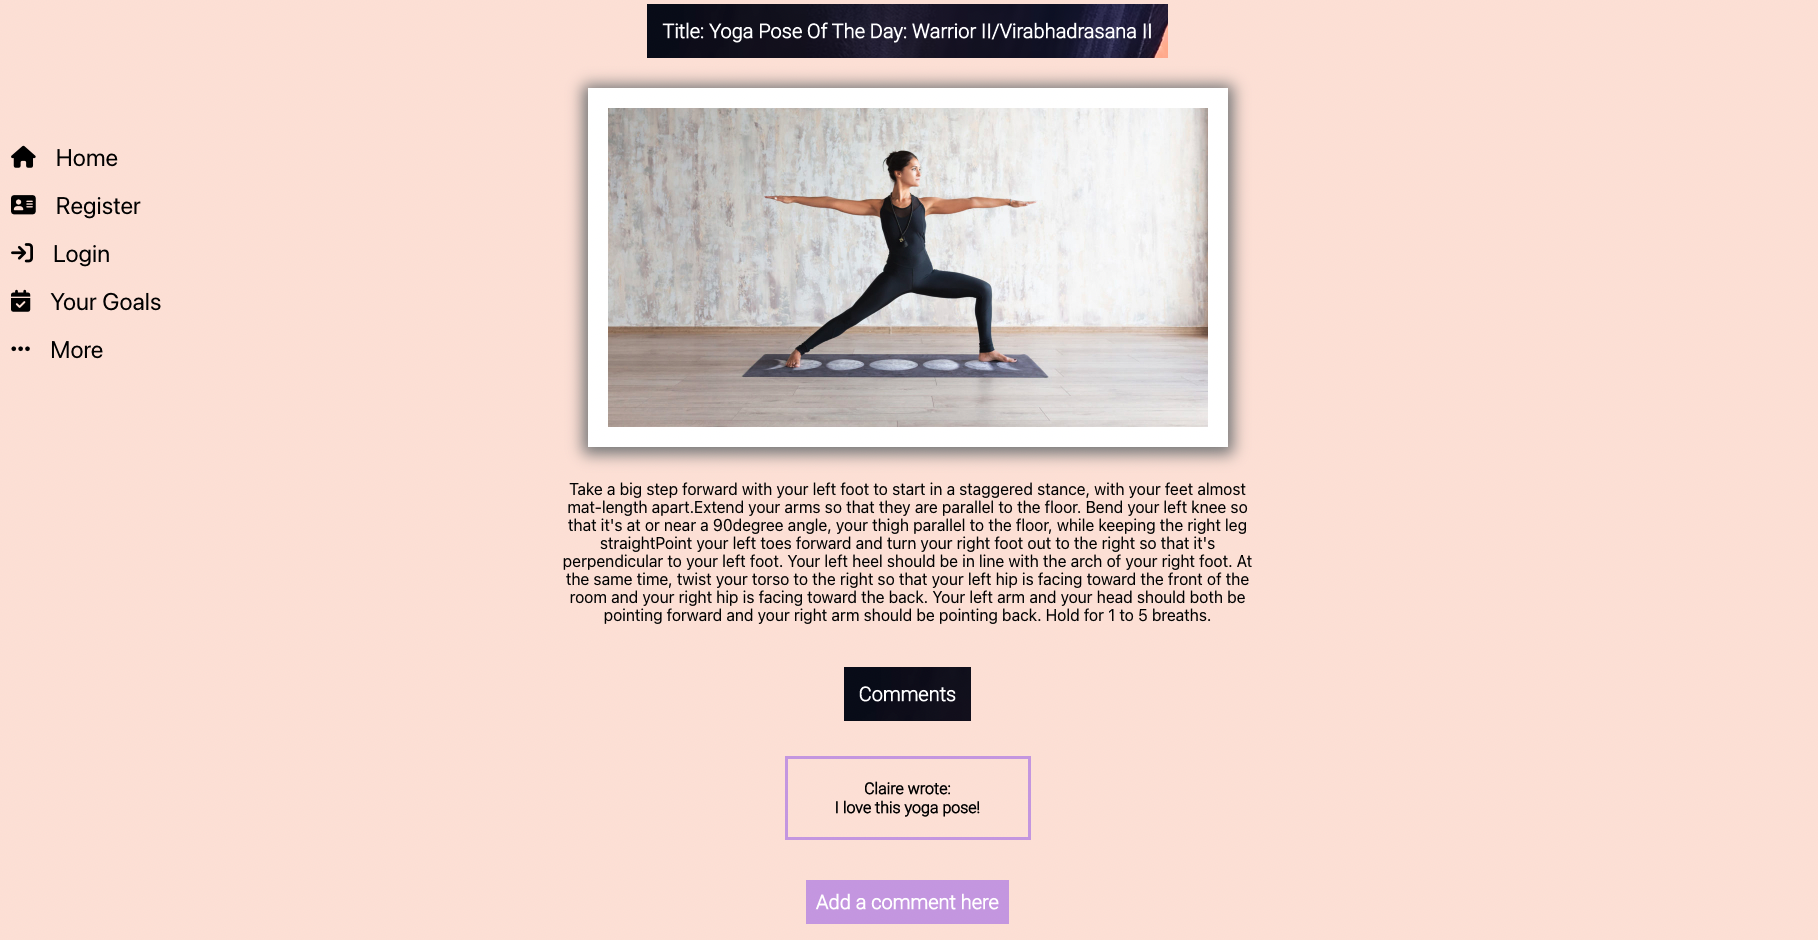 Title: Yoga Pose Of The Day: Warrior II/Virabhadrasana II
Home
Register
Login
Your Goals
More
Take a big step forward with your left foot to start in a staggered stance, with your feet almost
mat-length apart.Extend your arms so that they are parallel to the floor. Bend your left knee so
that it's at or near a 90degree angle, your thigh parallel to the floor, while keeping the right leg
straightPoint your left toes forward and turn your right foot out to the right so that it's
perpendicular to your left foot. Your left heel should be in line with the arch of your right foot. At
the same time, twist your torso to the right so that your left hip is facing toward the front of the
room and your right hip is facing toward the back. Your left arm and your head should both be
pointing forward and your right arm should be pointing back. Hold for 1 to 5 breaths.
Comments
Claire wrote:
I love this yoga pose!
Add a comment here